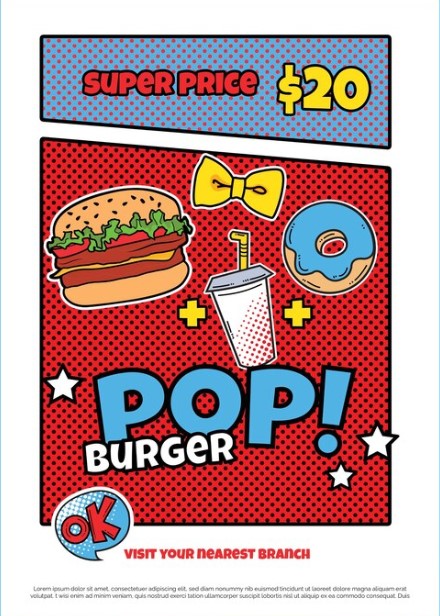 SUPER PRICE $20
POP!
BURGER
OK
VISIT YOUR NEAREST BRANCH
Lorem ipsum dolor sit amet, consectetuer adipiscing elit, sed diam nonummy nibh euismod tincidunt ut laoreet dolore magna aliquam erat
volutpat. Ut wisi enim ad minim veniam, quis nostrud exerci tation ullamcorper suscipit lobortis nisl ut aliquip ex ea commodo consequat. Duis